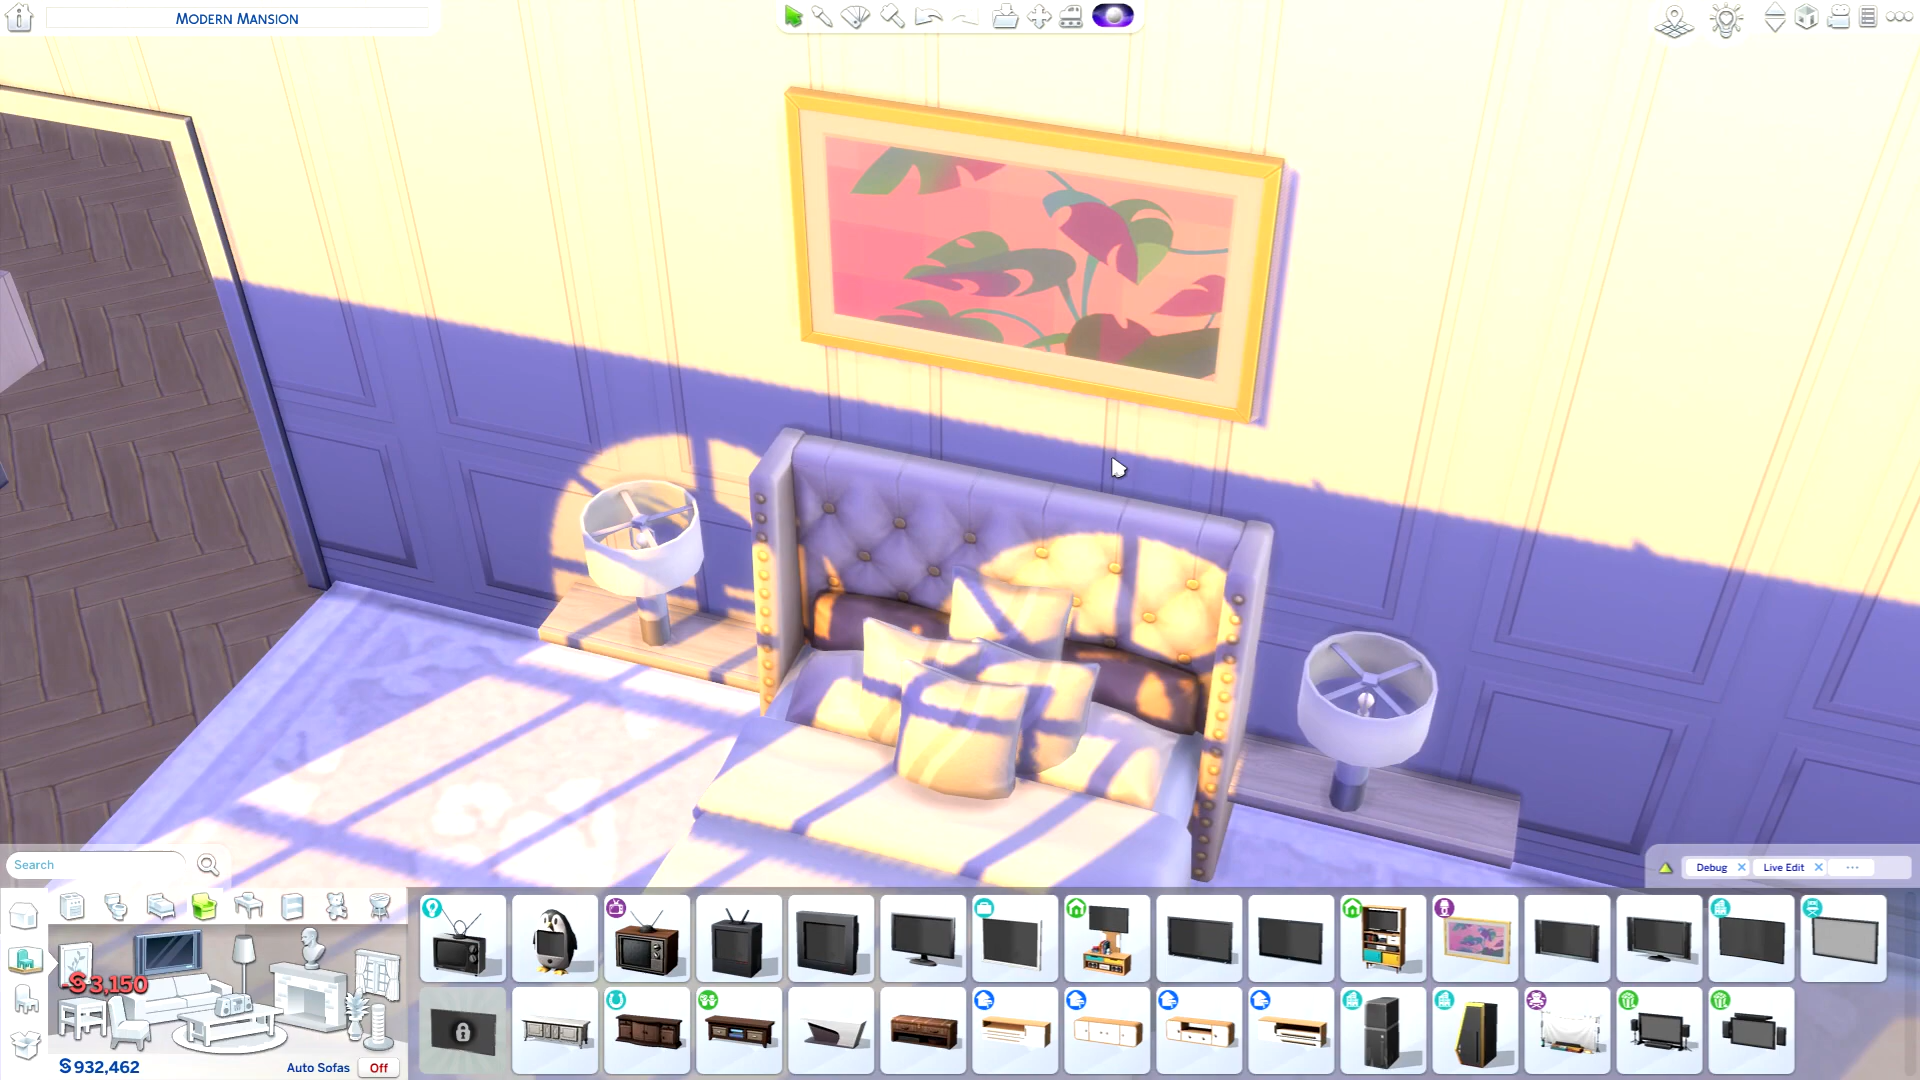 MODERN MANSION
Search
Debug
Live Edit
-§3,150
§932,462
Auto Sofas
Off